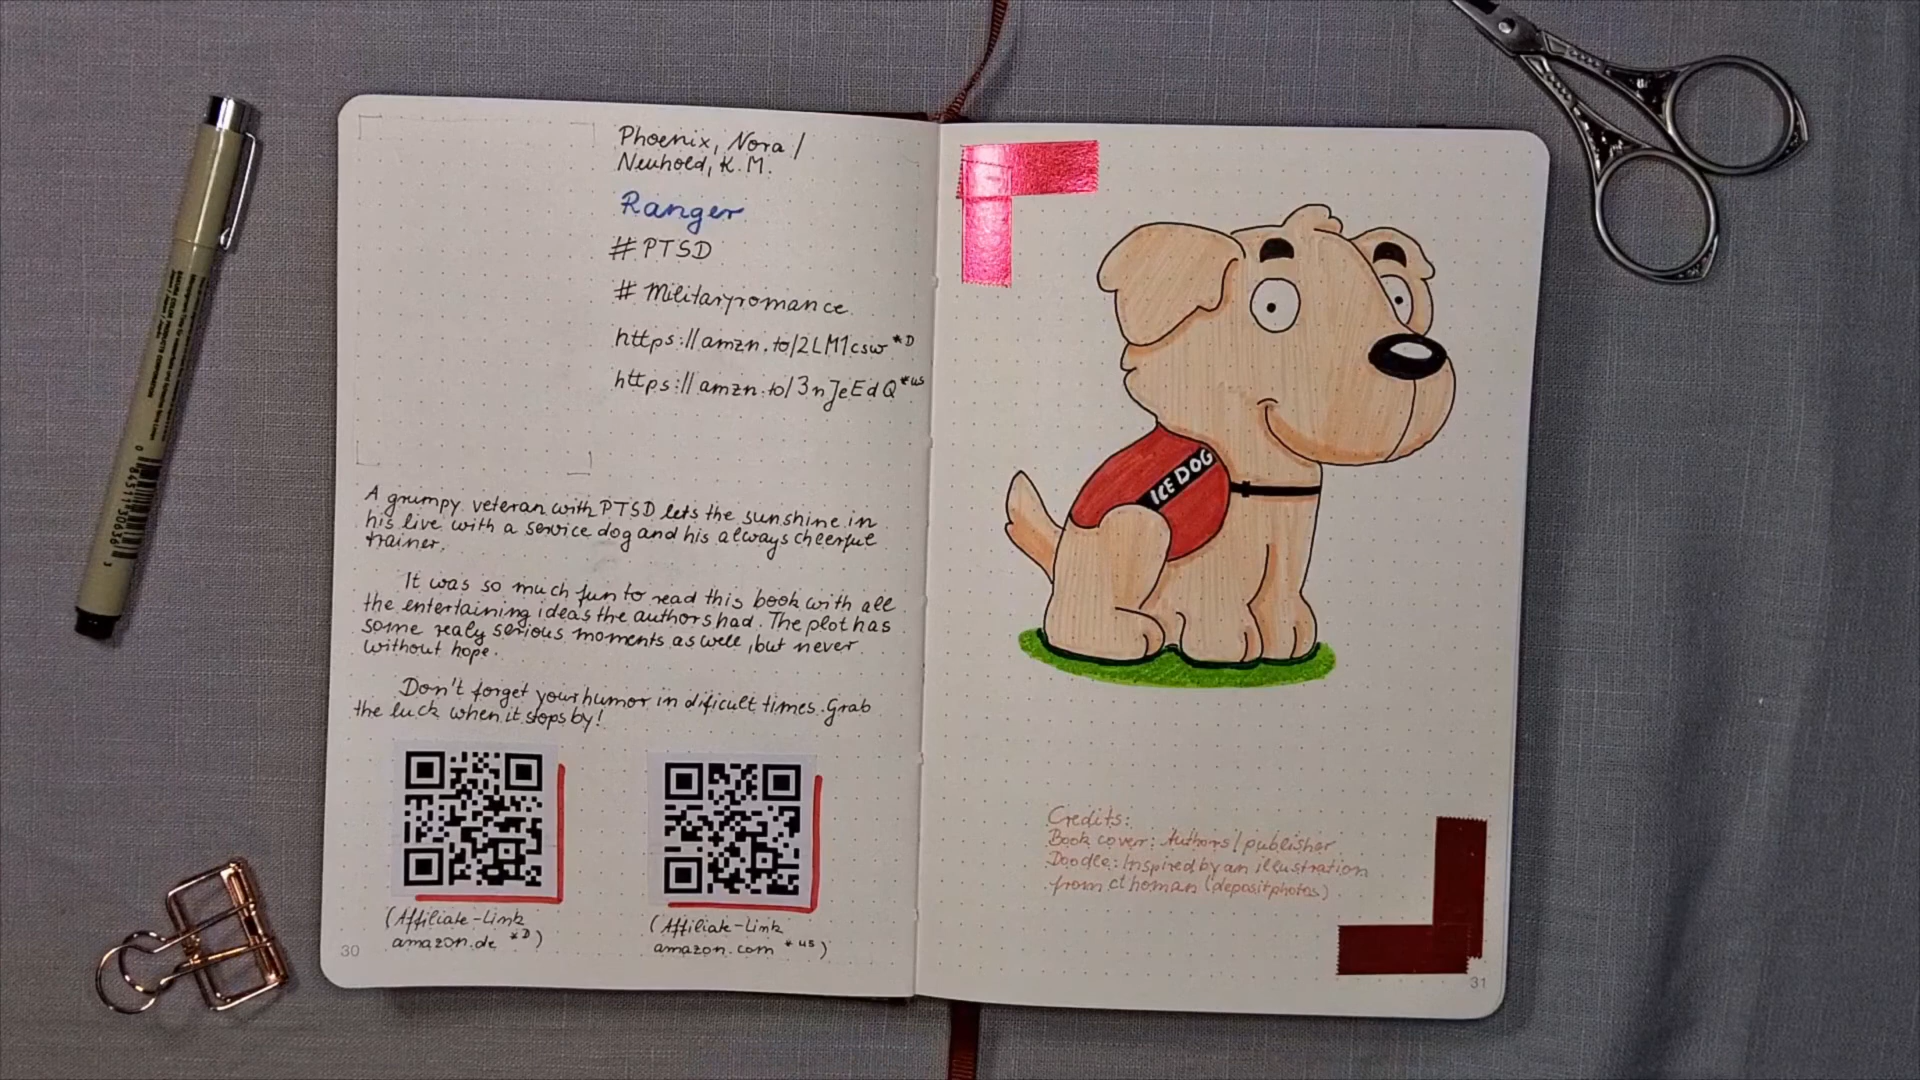 Phoenix, Nora /
Neuhold, K.M.
Ranger
# PTSD
# Militaryromance
https://amzn.to/2LM1csw *D
https://amzn.to/3nJeEdQ *US
A grumpy veteran with PTSD lets the sunshine in
his live with a service dog and his always cheerful
trainer.
It was so much fun to read this book with all
the entertaining ideas the authors had. The plot has
some realy serious moments as well, but never
without hope.
Don't forget your humor in dificult times. Grab
the luck when it stops by!
(Affiliate-Link
amazon.de *D)
(Affiliate-Link
amazon.com *US)
30
ICE DOG
Credits:
Book cover: Authors/publisher
Doodle: Inspired by an illustration
from cthoman (depositphotos)
31